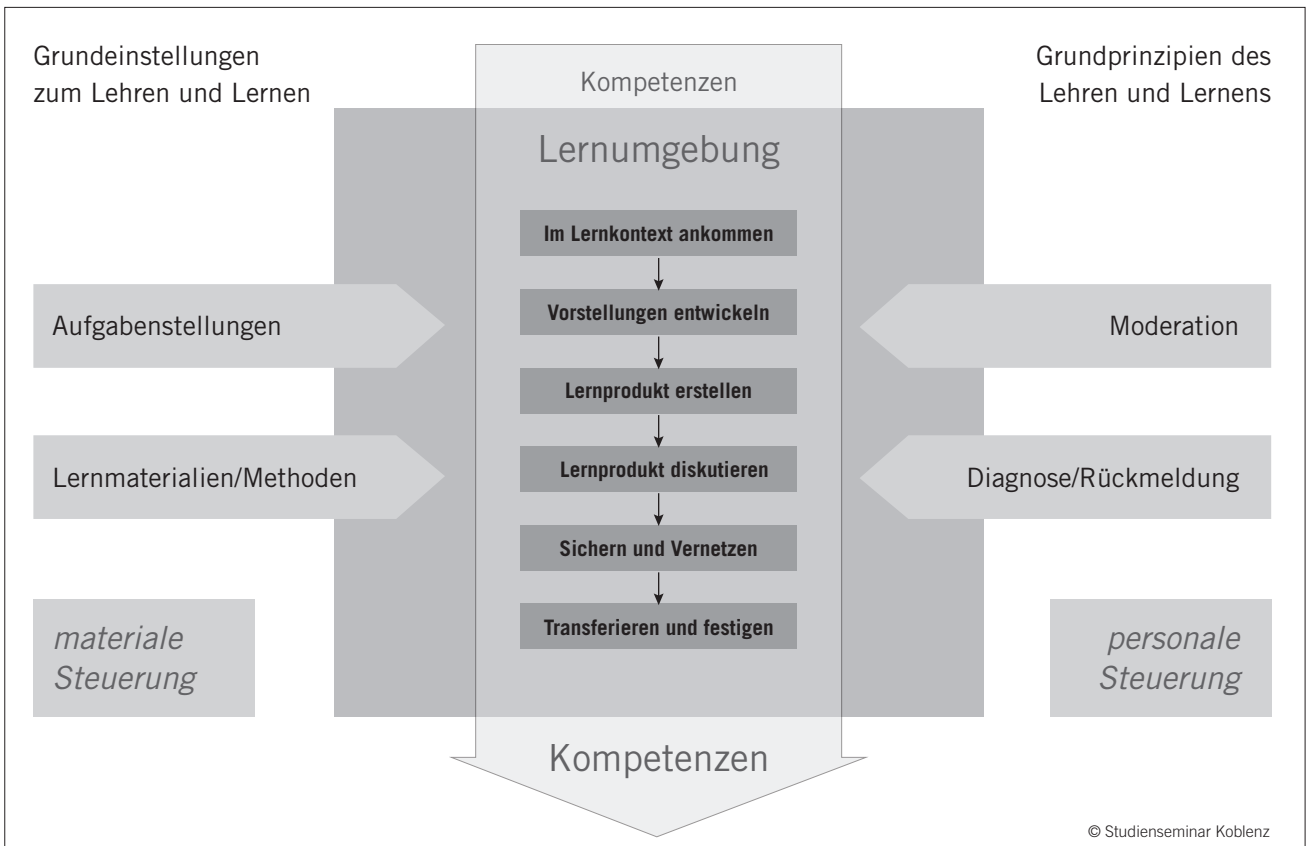 Grundeinstellungen
zum Lehren und Lernen
Grundprinzipien des
Lehren und Lernens
Kompetenzen
Lernumgebung
Im Lernkontext ankommen
Vorstellungen entwickeln
Lernprodukt erstellen
Lernprodukt diskutieren
Sichern und Vernetzen
Transferieren und festigen
Aufgabenstellungen
Lernmaterialien/Methoden
materiale
Steuerung
Moderation
Diagnose/Rückmeldung
personale
Steuerung
Kompetenzen
© Studienseminar Koblenz